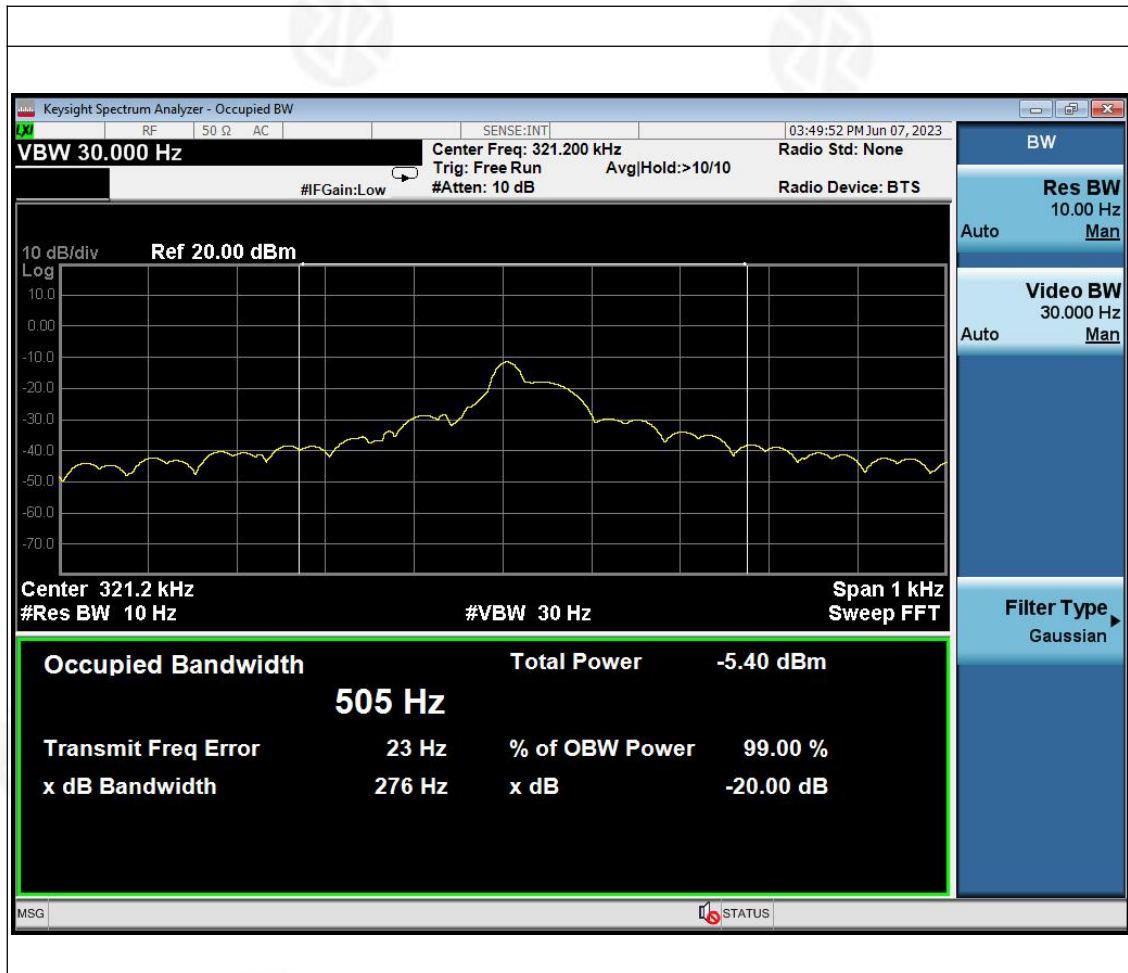 Keysight Spectrum Analyzer - Occupied BW
LXI RF 50 Ω AC SENSE:INT 03:49:52 PM Jun 07, 2023
VBW 30.000 Hz
Center Freq: 321.200 kHz Radio Std: None
Trig: Free Run Avg|Hold:>10/10
#IFGain:Low #Atten: 10 dB Radio Device: BTS
10 dB/div Ref 20.00 dBm
Log
10.0
0.00
-10.0
-20.0
-30.0
-40.0
-50.0
-60.0
-70.0
Center 321.2 kHz Span 1 kHz
#Res BW 10 Hz #VBW 30 Hz Sweep FFT
Occupied Bandwidth Total Power -5.40 dBm
505 Hz
Transmit Freq Error 23 Hz % of OBW Power 99.00 %
x dB Bandwidth 276 Hz x dB -20.00 dB
MSG STATUS
BW
Res BW
10.00 Hz
Auto Man
Video BW
30.000 Hz
Auto Man
Filter Type
Gaussian